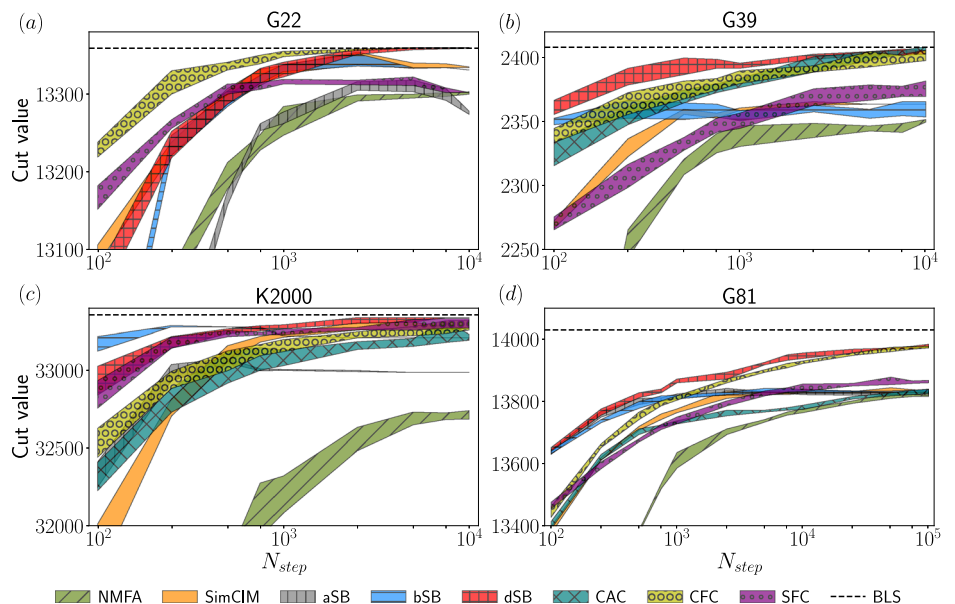 (a) G22
(b) G39
Cut value
13300
13200
13100
10^2 10^3 10^4
2400
2350
2300
2250
10^2 10^3 10^4
(c) K2000
(d) G81
Cut value
33000
32500
32000
10^2 10^3 10^4
N_step
14000
13800
13600
13400
10^2 10^3 10^4 10^5
N_step
NMFA SimCIM aSB bSB dSB CAC CFC SFC BLS